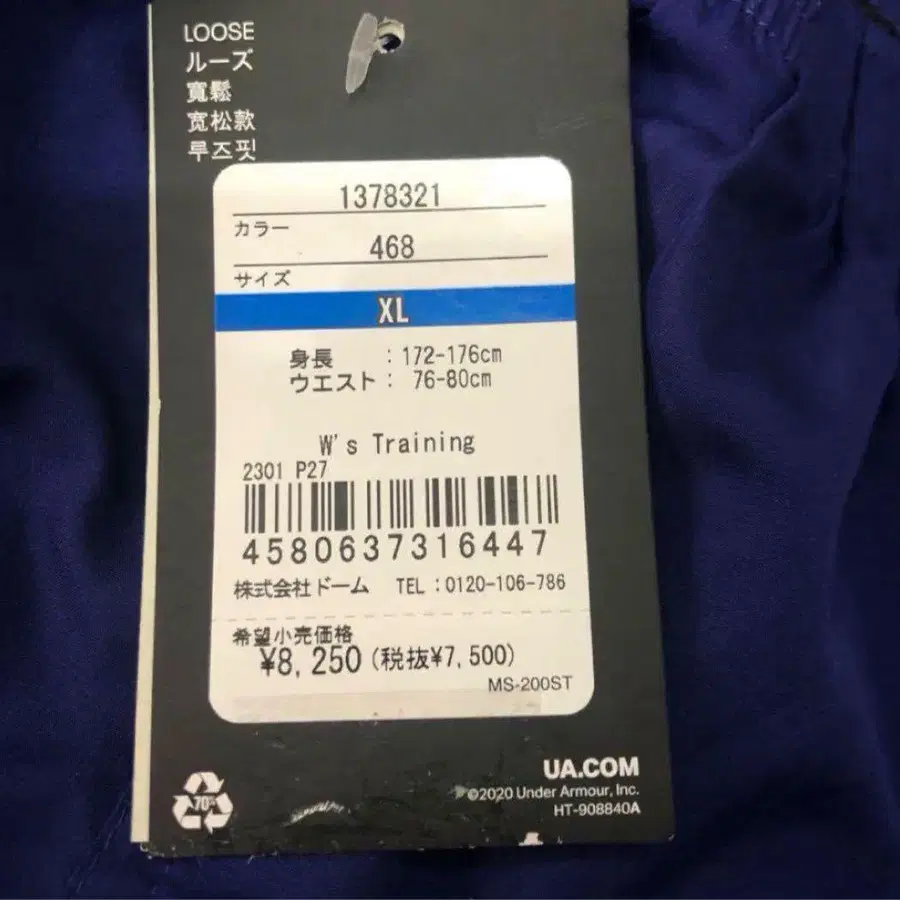 LOOSE
ルーズ
寬鬆
宽松款
루즈핏
1378321
カラー
468
サイズ
XL
身長 : 172-176cm
ウエスト : 76-80cm
W's Training
2301 P27
4580637316447
株式会社ドーム TEL:0120-106-786
希望小売価格
¥8,250(税抜¥7,500)
MS-200ST
70%
UA.COM
©2020 Under Armour, Inc.
HT-908840A